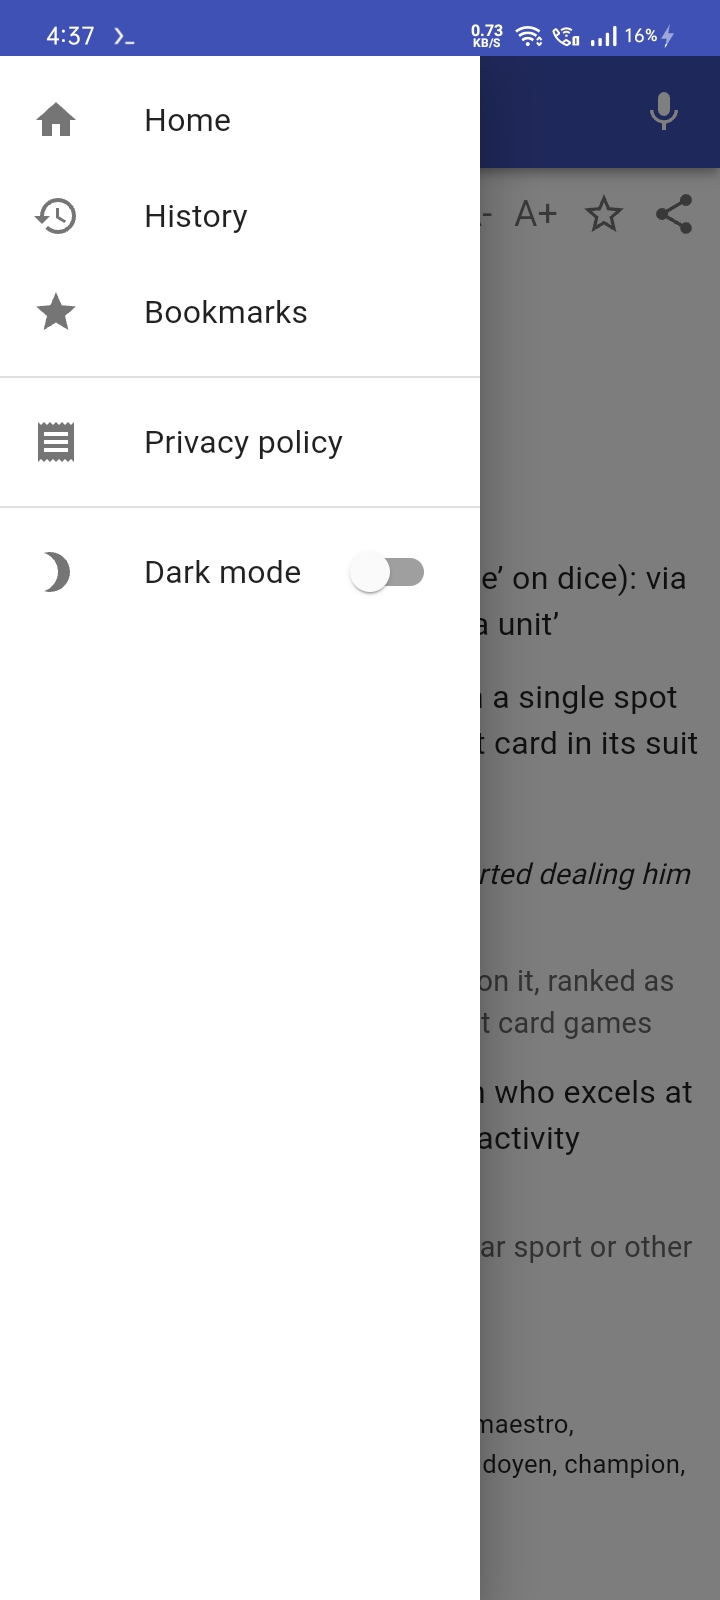 4:37
0.73
KB/S
16%
Home
History
Bookmarks
Privacy policy
Dark mode
A+
on dice): via
unit’
a single spot
card in its suit
dealing him
on it, ranked as
card games
who excels at
activity
sport or other
maestro,
doyen, champion,